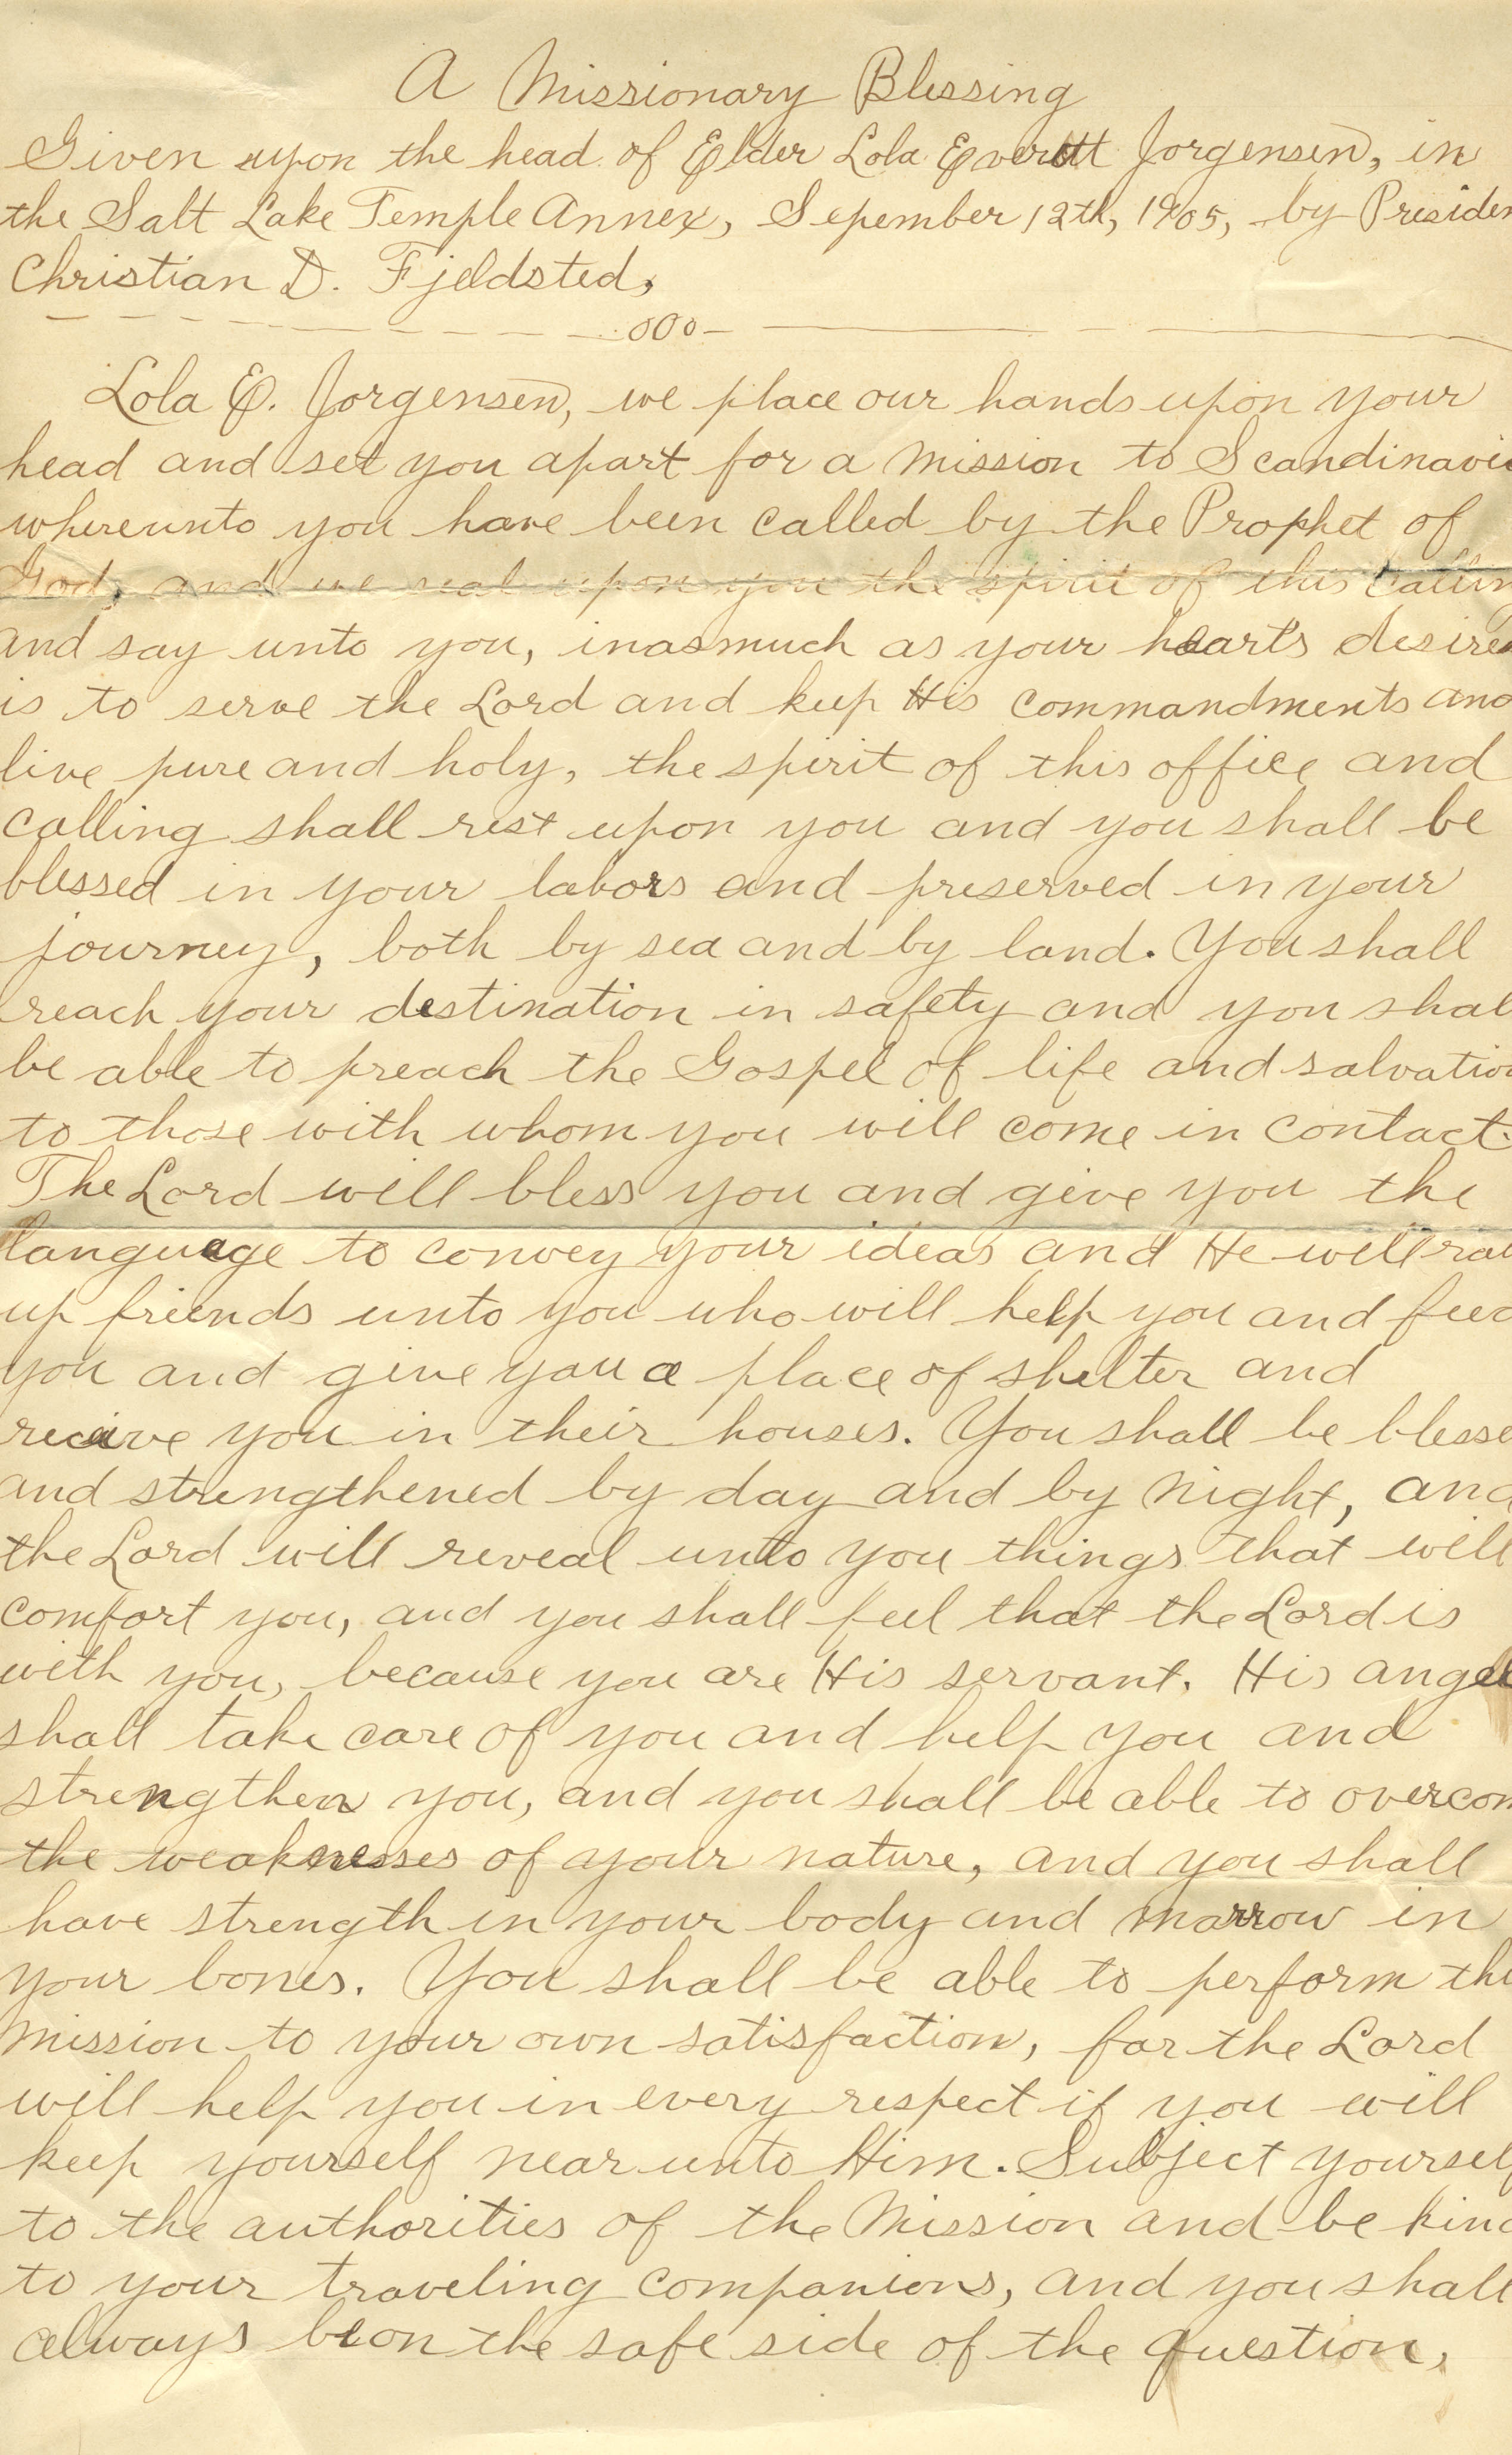 A Missionary Blessing
Given upon the head of Elder Lola Everett Jorgensen, in
the Salt Lake Temple Annex, Sepember 12th, 1905, by Presiden
Christian D. Fjeldsted,
- - - - - - - - - - ooo - ——— ———
Lola E. Jorgensen, we place our hands upon your
head and set you apart for a mission to Scandinavia
whereunto you have been called by the Prophet of
God, and we seal upon you the spirit of this callin
and say unto you, inasmuch as your hearts desire
is to serve the Lord and keep His commandments and
live pure and holy, the spirit of this office and
calling shall rest upon you and you shall be
blessed in your labors and preserved in your
journey, both by sea and by land. You shall
reach your destination in safety and you shal
be able to preach the Gospel of life and salvation
to those with whom you will come in contact.
The Lord will bless you and give you the
language to convey your ideas and He will rai
up friends unto you who will help you and feed
you and give you a place of shelter and
receive you in their houses. You shall be blesse
and strengthened by day and by night, and
the Lord will reveal unto you things that will
comfort you, and you shall feel that the Lord is
with you, because you are His servant. His angel
shall take care of you and help you and
strengthen you, and you shall be able to overcom
the weaknesses of your nature, and you shall
have strength in your body and marrow in
your bones. You shall be able to perform thi
mission to your own satisfaction, for the Lord
will help you in every respect if you will
keep yourself near unto Him. Subject yourself
to the authorities of the Mission and be kind
to your traveling companions, and you shall
always be on the safe side of the question,